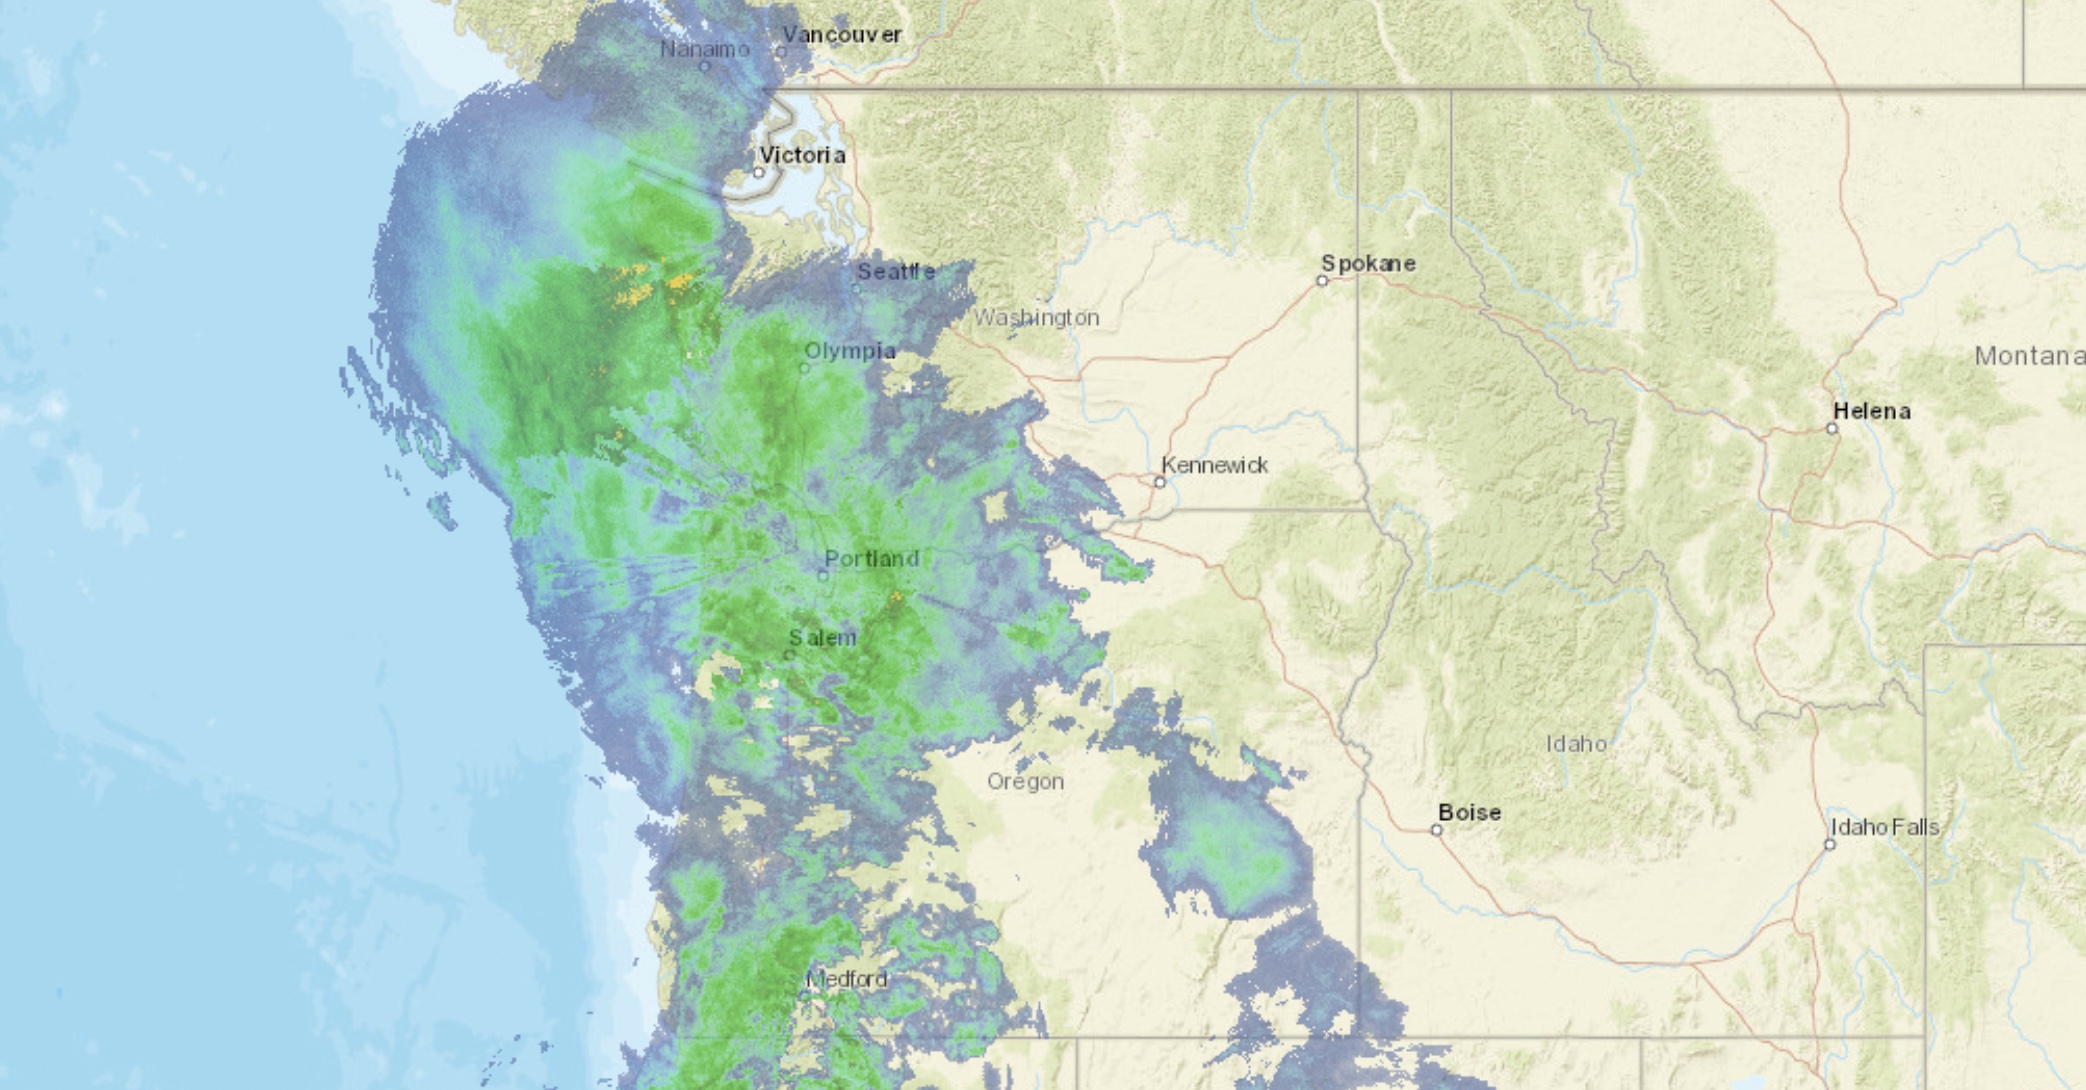 Vancouver
Nanaimo
Victoria
Spokane
Seattle
Washington
Olympia
Montana
Helena
Kennewick
Portland
Salem
Idaho
Oregon
Boise
Idaho Falls
Medford